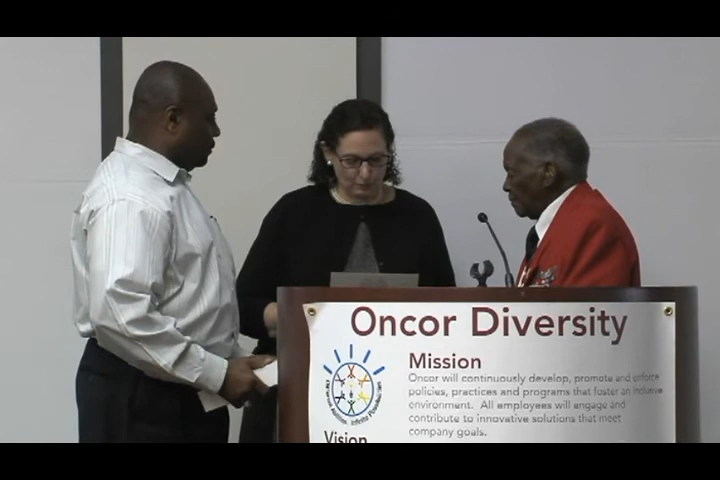 Oncor Diversity
Mission
Oncor will continuously develop, promote and enforce
policies, practices and programs that foster an inclusive
environment. All employees will engage and
contribute to innovative solutions that meet
company goals.
Vision